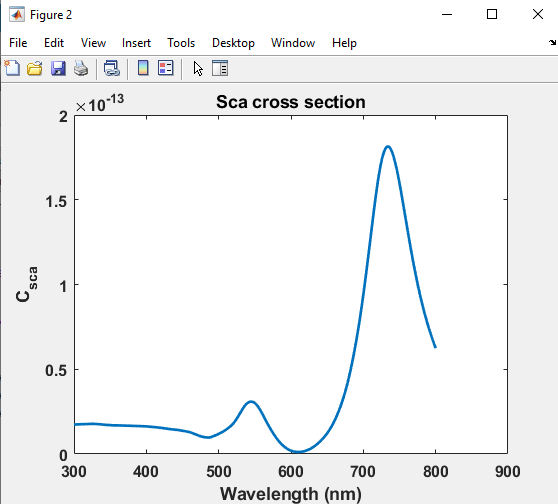 Figure 2
File Edit View Insert Tools Desktop Window Help
Sca cross section
×10-13
2
1.5
1
0.5
0
Csca
300 400 500 600 700 800 900
Wavelength (nm)